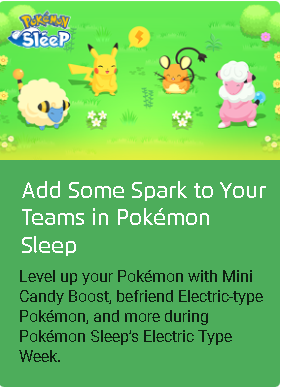 Pokémon
Sleep
Add Some Spark to Your
Teams in Pokémon
Sleep
Level up your Pokémon with Mini
Candy Boost, befriend Electric-type
Pokémon, and more during
Pokémon Sleep's Electric Type
Week.